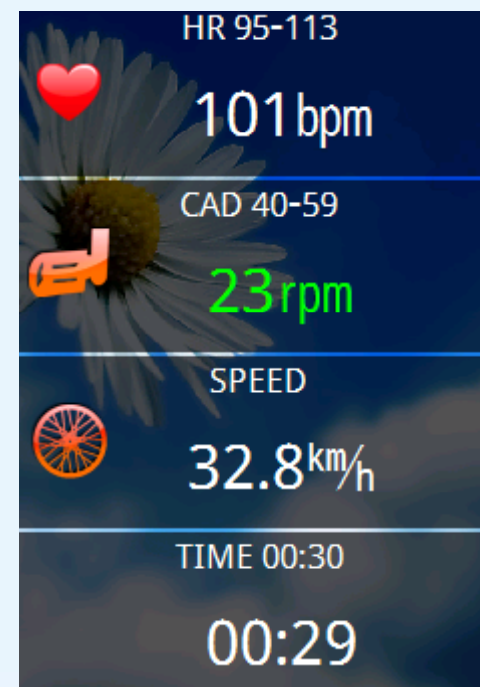 HR 95-113
101bpm
CAD 40-59
23rpm
SPEED
32.8km/h
TIME 00:30
00:29